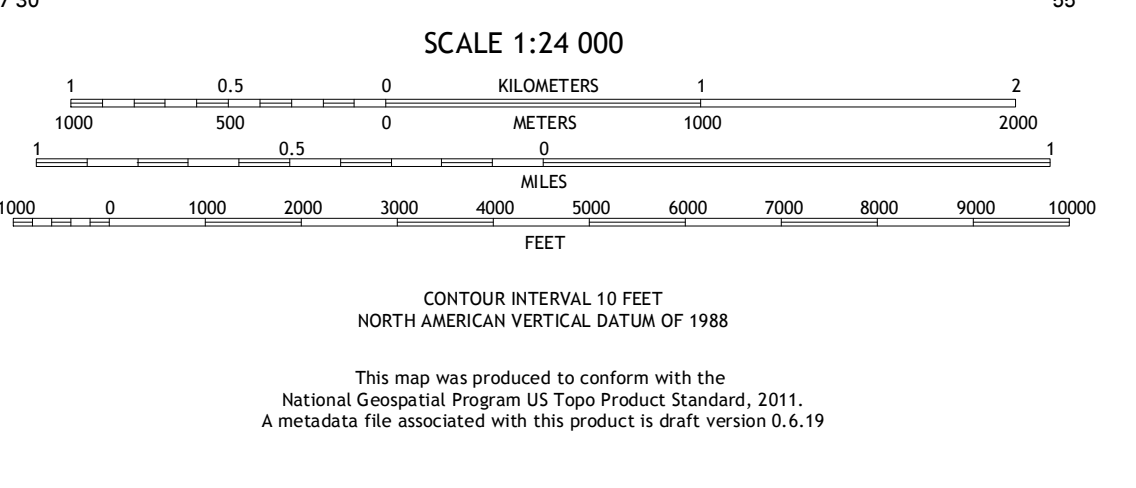 7 30
55
SCALE 1:24 000
1 0.5 0 KILOMETERS 1 2
1000 500 0 METERS 1000 2000
1 0.5 0 1
MILES
1000 0 1000 2000 3000 4000 5000 6000 7000 8000 9000 10000
FEET
CONTOUR INTERVAL 10 FEET
NORTH AMERICAN VERTICAL DATUM OF 1988
This map was produced to conform with the
National Geospatial Program US Topo Product Standard, 2011.
A metadata file associated with this product is draft version 0.6.19